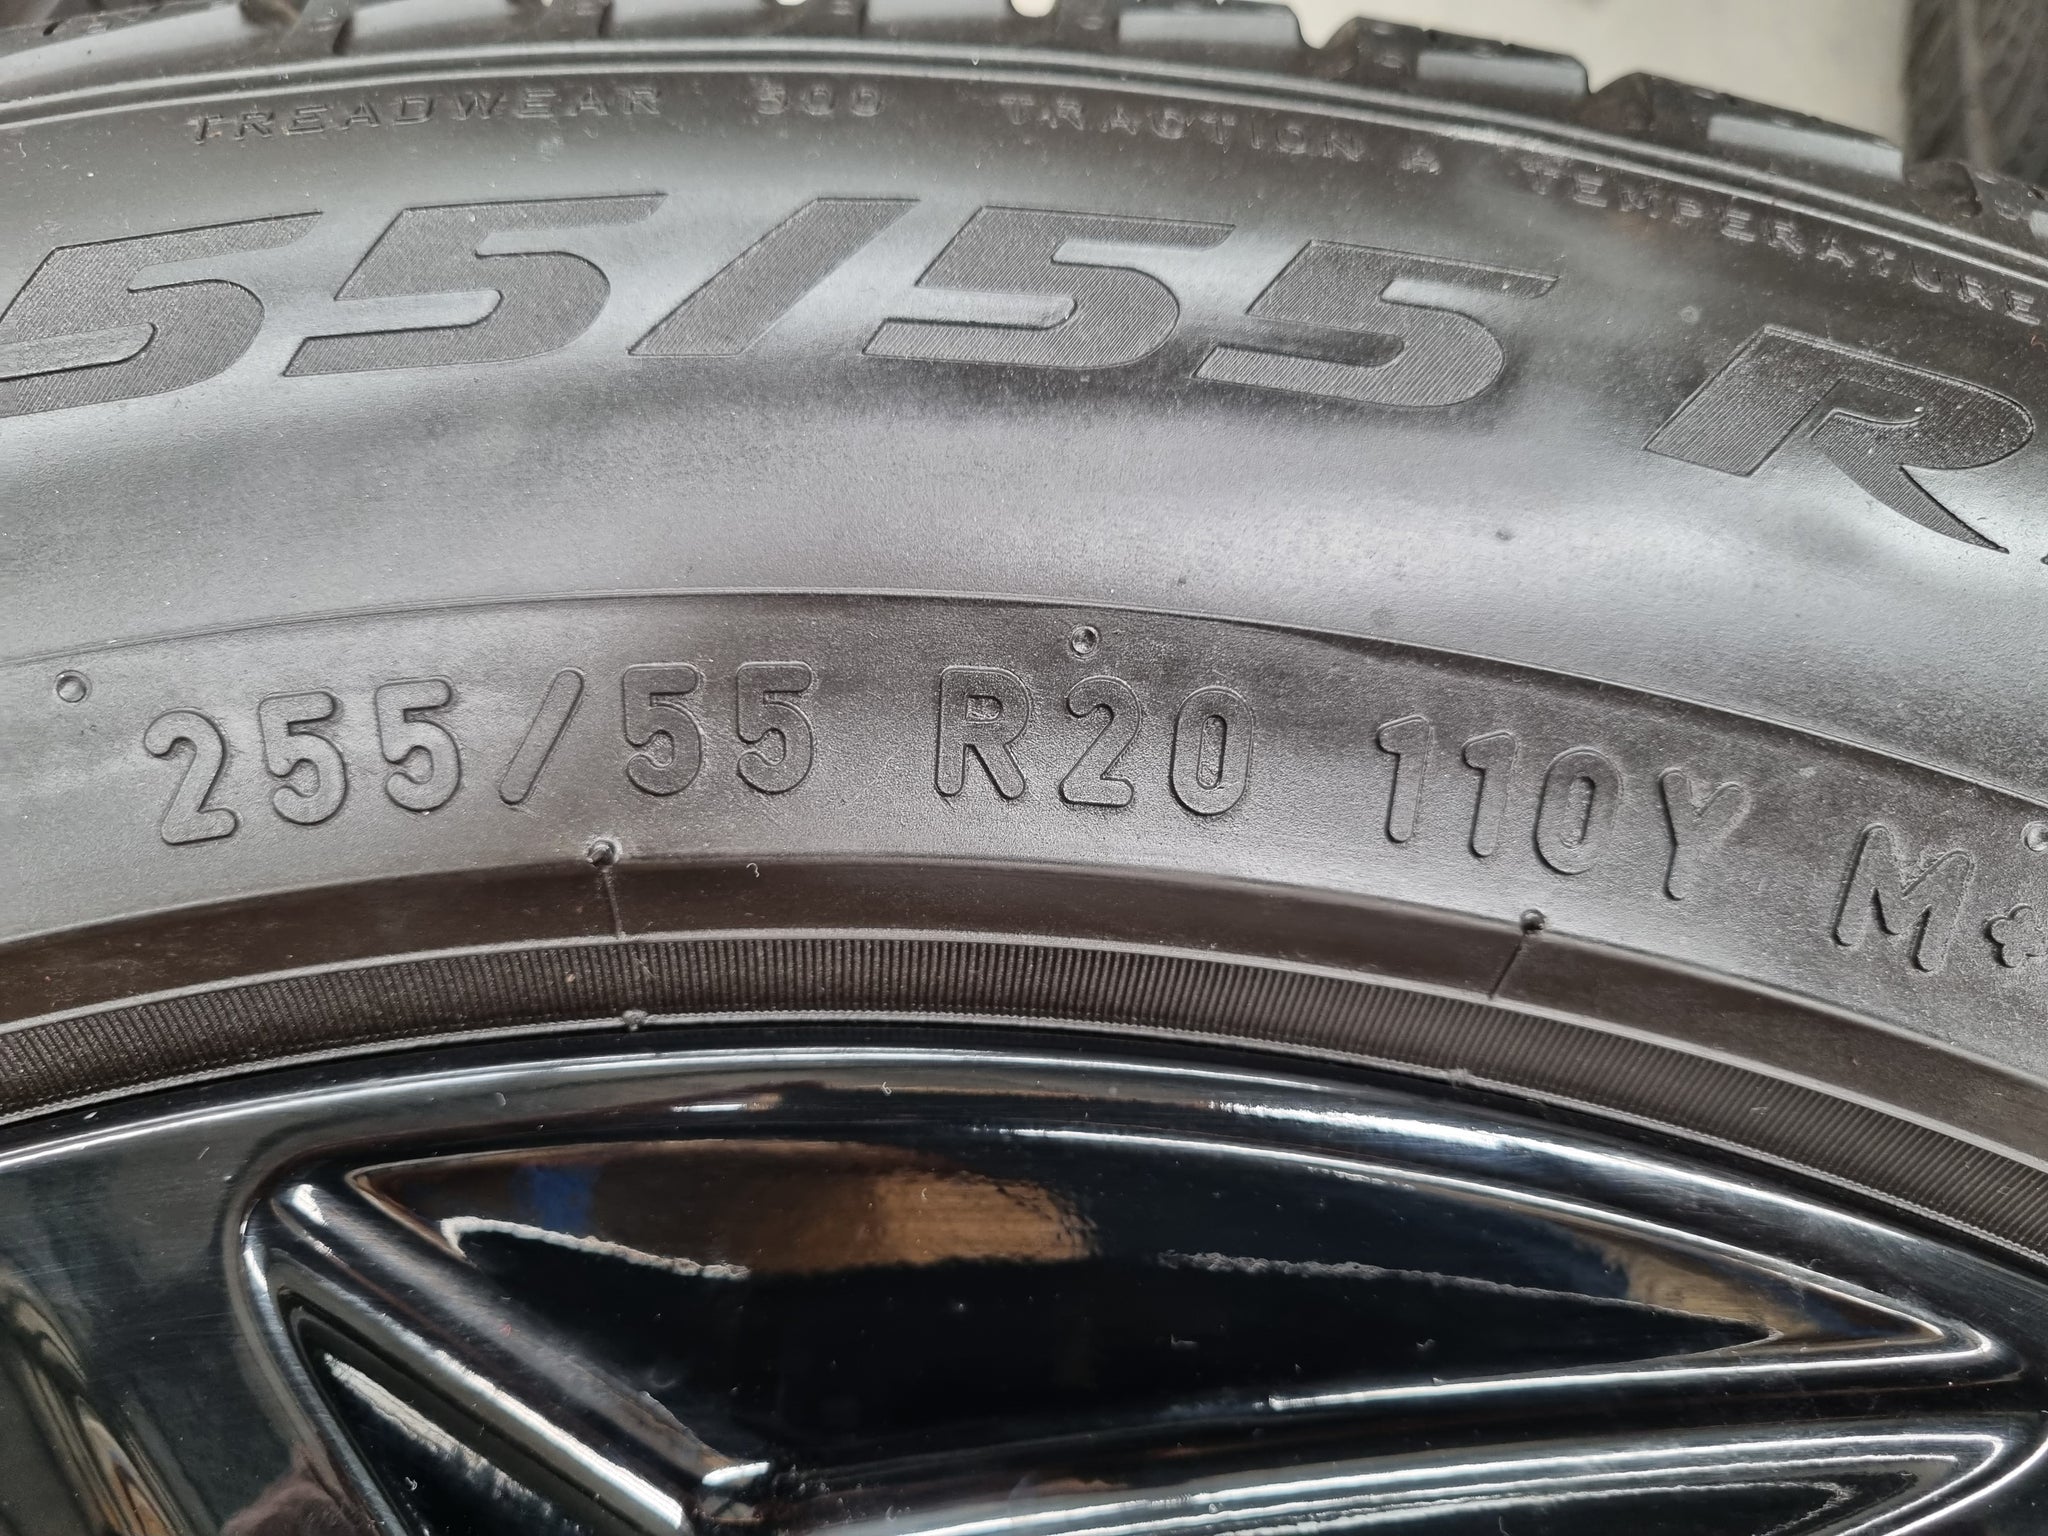 TREADWEAR 300 TRACTION A TEMPERATURE
55/55 R
255/55 R20 110Y M+